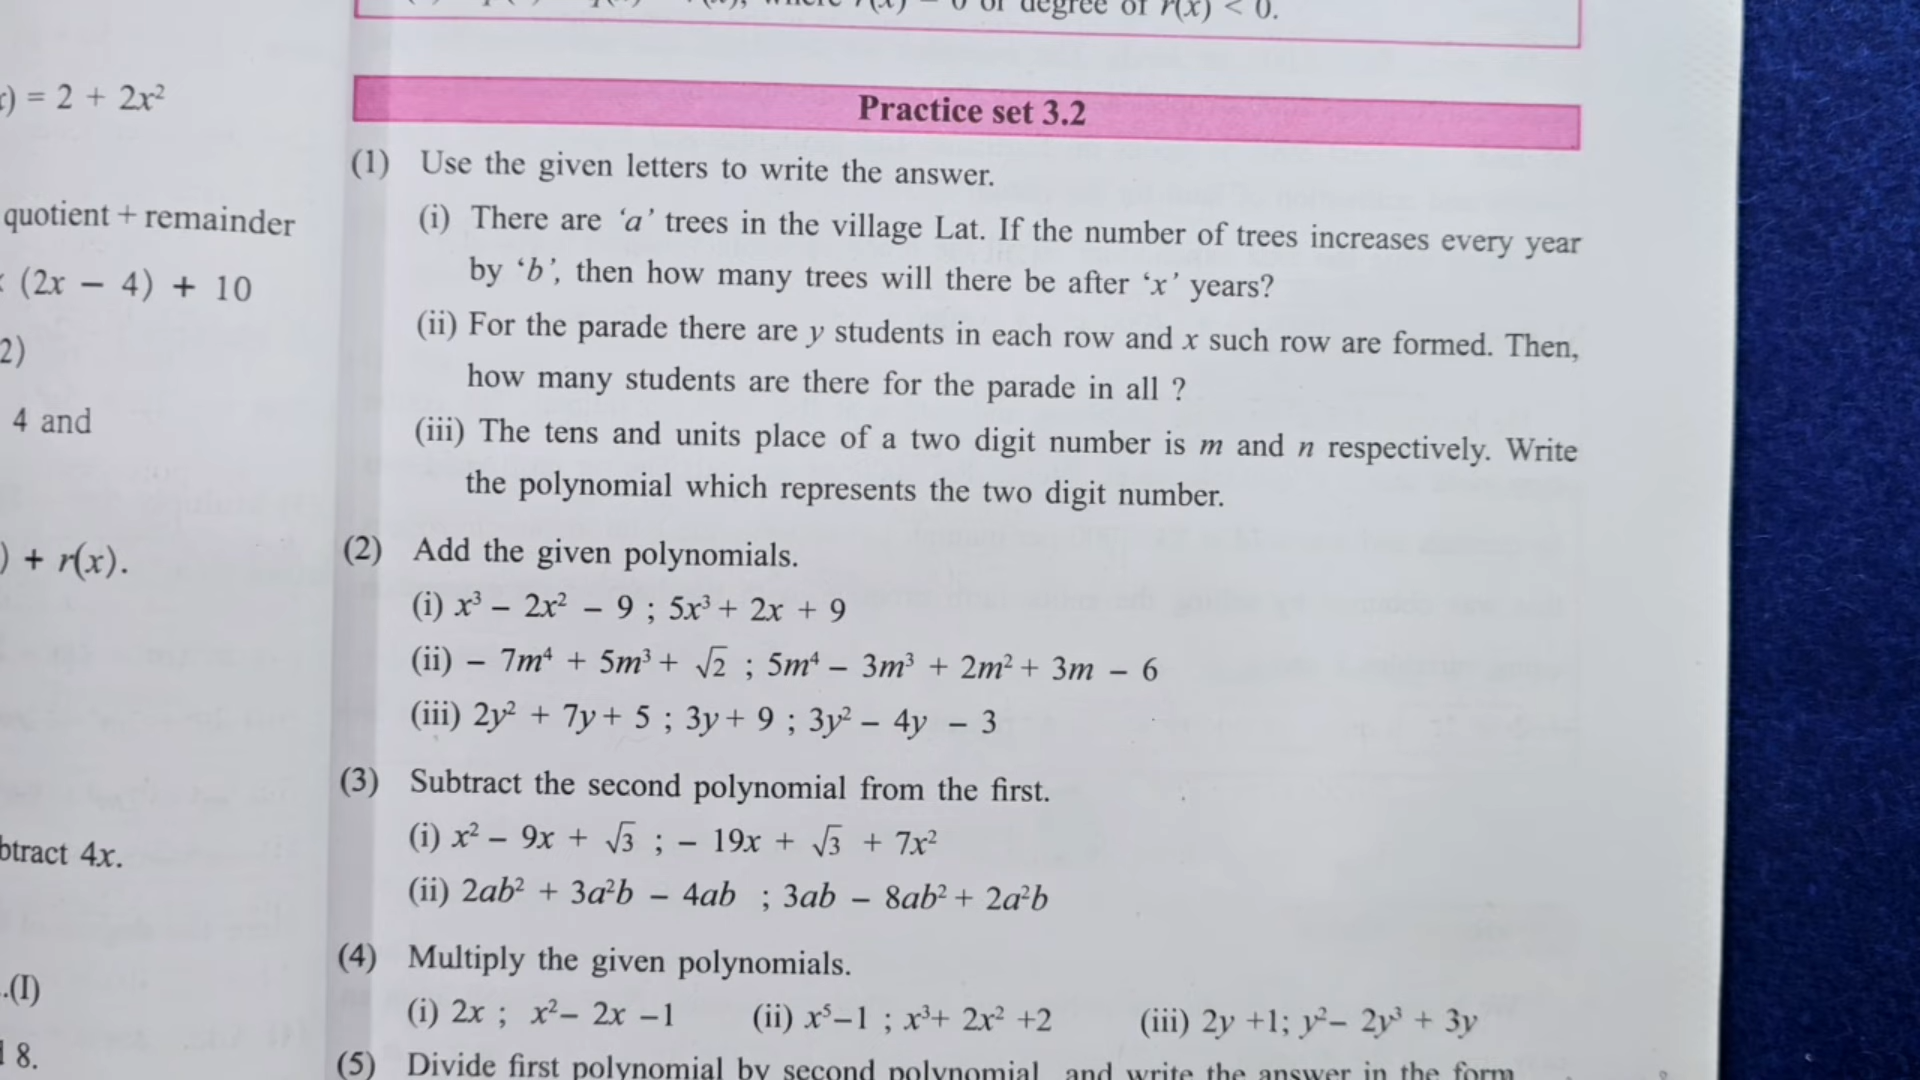 or degree of r(x) < 0.
) = 2 + 2x²
quotient + remainder
(2x − 4) + 10
2)
4 and
) + r(x).
4x.
.(I)
8.
Practice set 3.2
(1) Use the given letters to write the answer.
(i) There are ‘a’ trees in the village Lat. If the number of trees increases every year
by ‘b’, then how many trees will there be after ‘x’ years?
(ii) For the parade there are y students in each row and x such row are formed. Then,
how many students are there for the parade in all ?
(iii) The tens and units place of a two digit number is m and n respectively. Write
the polynomial which represents the two digit number.
(2) Add the given polynomials.
(i) x³ − 2x² − 9 ; 5x³ + 2x + 9
(ii) − 7m⁴ + 5m³ + √2 ; 5m⁴ − 3m³ + 2m² + 3m − 6
(iii) 2y² + 7y + 5 ; 3y + 9 ; 3y² − 4y − 3
(3) Subtract the second polynomial from the first.
(i) x² − 9x + √3 ; − 19x + √3 + 7x²
(ii) 2ab² + 3a²b − 4ab ; 3ab − 8ab² + 2a²b
(4) Multiply the given polynomials.
(i) 2x ; x² − 2x −1 (ii) x⁵−1 ; x³+ 2x² +2 (iii) 2y +1; y²− 2y³ + 3y
(5) Divide first polynomial by second polynomial and write the answer in the form